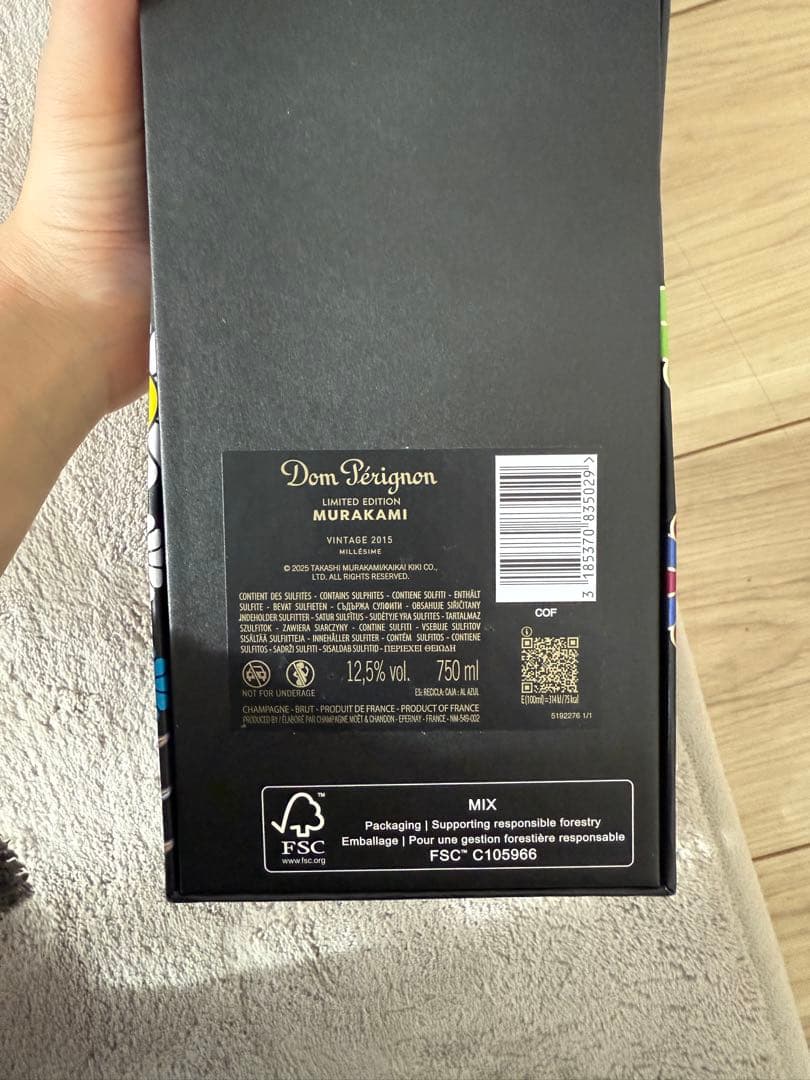 Dom Pérignon
LIMITED EDITION
MURAKAMI
VINTAGE 2015
MILLÉSIME
© 2025 TAKASHI MURAKAMI/KAIKAI KIKI CO.,
LTD. ALL RIGHTS RESERVED.
CONTIENT DES SULFITES - CONTAINS SULPHITES - CONTIENE SOLFITI - ENTHÄLT
SULFITE - BEVAT SULFIETEN - СЪДЪРЖА СУЛФИТИ - OBSAHUJE SIŘIČITANY
INDEHOLDER SULFITTER - SATUR SULFĪTUS - SUDĖTYJE YRA SULFITES - TARTALMAZ
SZULFITOK - ZAWIERA SIARCZYNY - CONTINE SULFITI - VSEBUJE SULFITOV
SISÄLTÄÄ SULFIITTEJA - INNEHÅLLER SULFITER - CONTÉM SULFITOS - CONTIENE
SULFITOS - SADRŽI SULFITI - SISALDAB SULFITID - ΠΕΡΙΕΧΕΙ ΘΕΙΩΔΗ
12,5% vol. 750 ml
NOT FOR UNDERAGE
ES: RECICLA CAJA: AL AZUL
CHAMPAGNE - BRUT - PRODUIT DE FRANCE - PRODUCT OF FRANCE
PRODUCED BY / ÉLABORÉ PAR CHAMPAGNE MOËT & CHANDON - EPERNAY - FRANCE - NM-549-002
3 185370 835029 >
COF
E(100ml)=314kJ/75kcal
5192276 1/1
FSC™
www.fsc.org
MIX
Packaging | Supporting responsible forestry
Emballage | Pour une gestion forestière responsable
FSC™ C105966